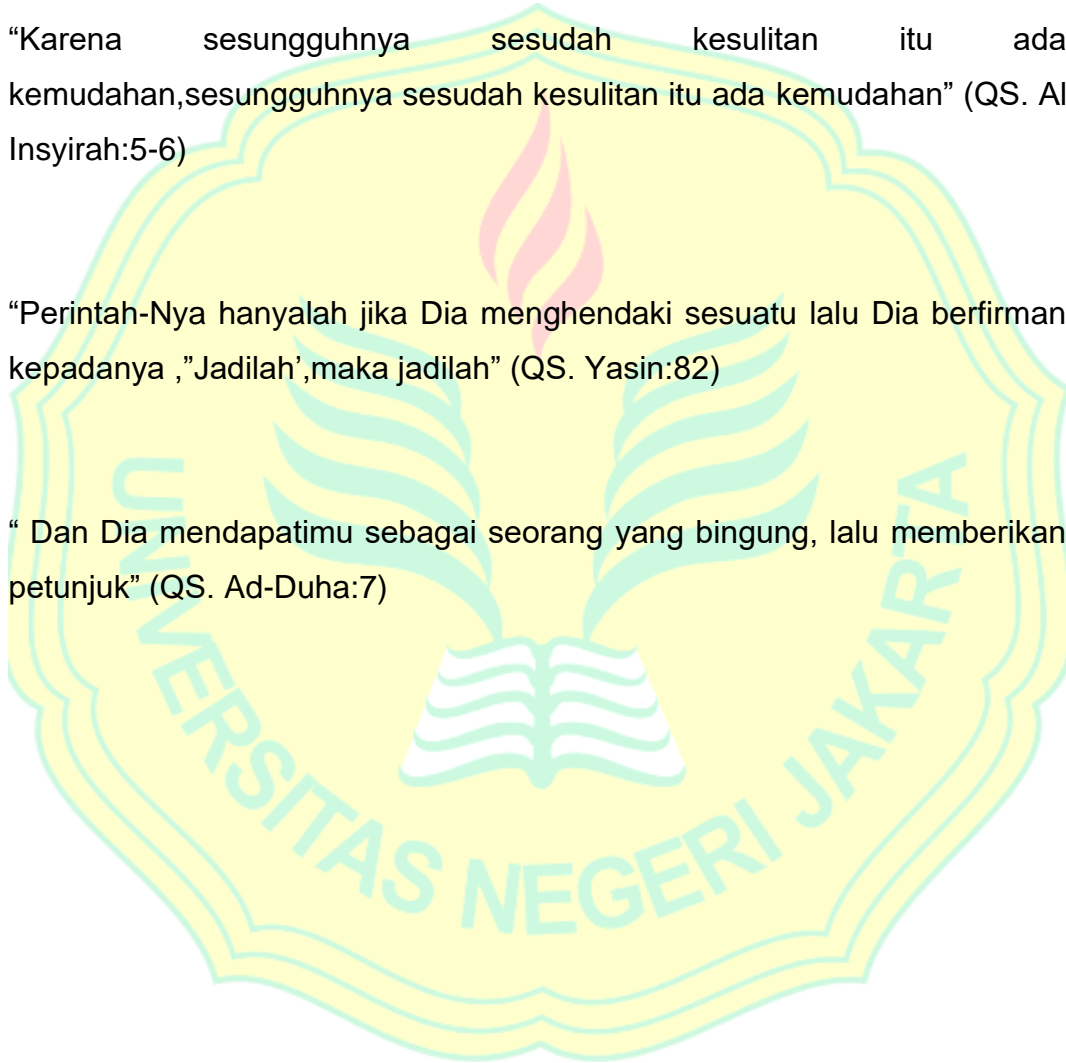 “Karena sesungguhnya sesudah kesulitan itu ada
kemudahan,sesungguhnya sesudah kesulitan itu ada kemudahan” (QS. Al
Insyirah:5-6)
“Perintah-Nya hanyalah jika Dia menghendaki sesuatu lalu Dia berfirman
kepadanya ,”Jadilah’,maka jadilah” (QS. Yasin:82)
“ Dan Dia mendapatimu sebagai seorang yang bingung, lalu memberikan
petunjuk” (QS. Ad-Duha:7)
UNIVERSITAS NEGERI JAKARTA